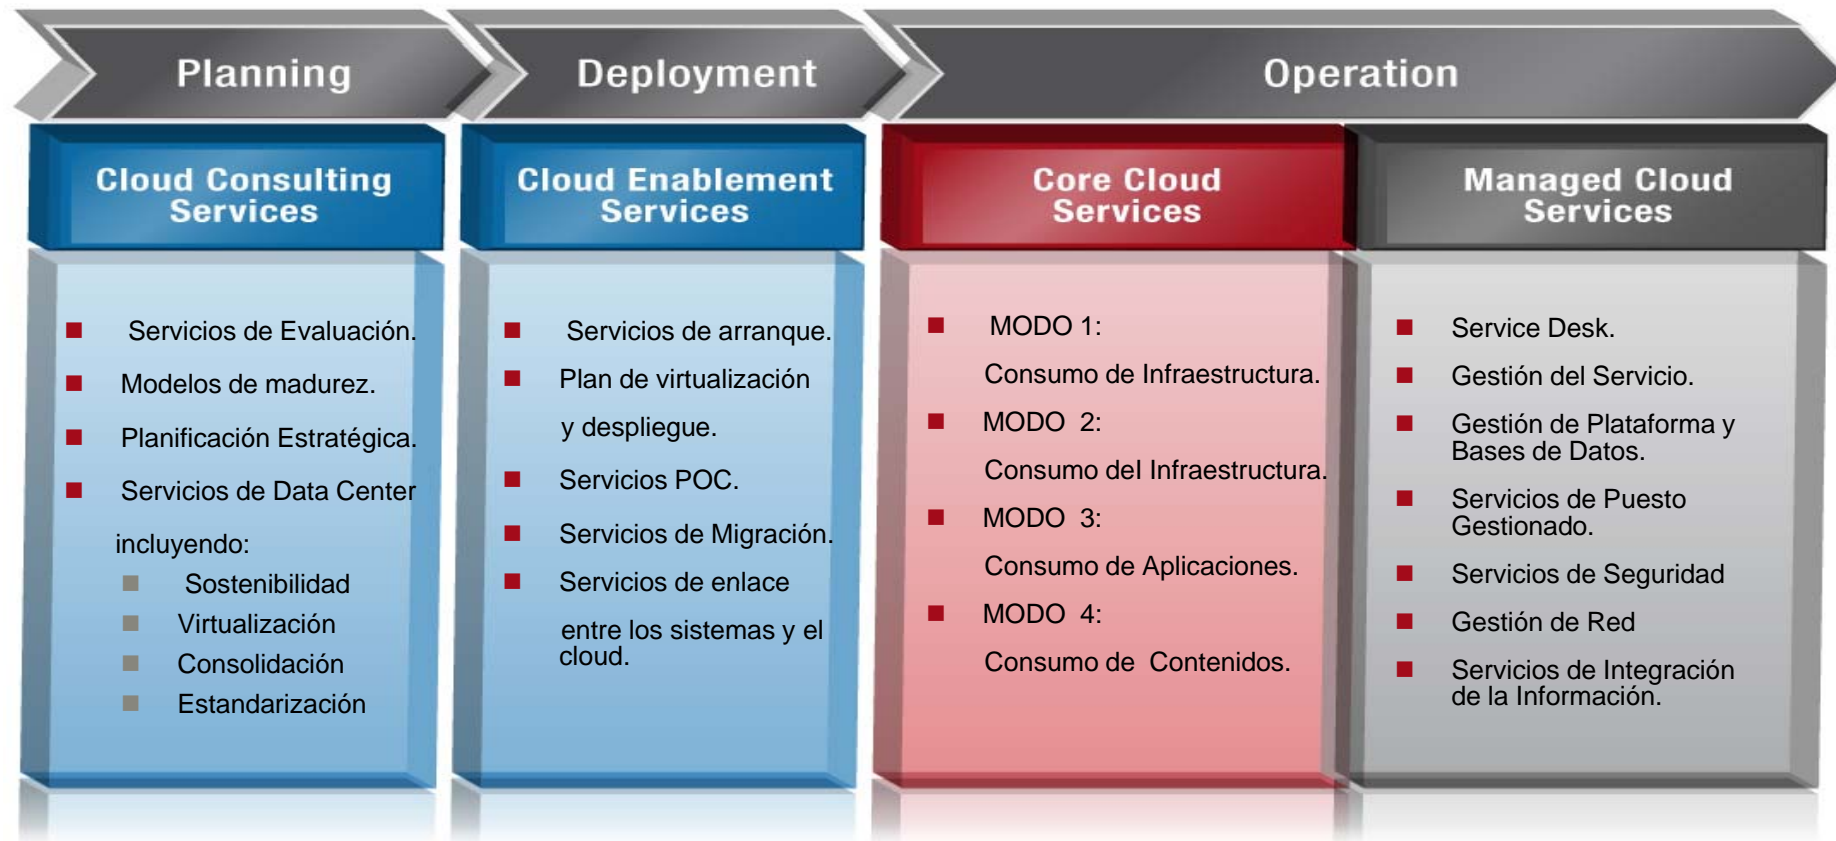 Planning
Deployment
Operation
Cloud Consulting
Services
Servicios de Evaluación.
Modelos de madurez.
Planificación Estratégica.
Servicios de Data Center
incluyendo:
Sostenibilidad
Virtualización
Consolidación
Estandarización
Cloud Enablement
Services
Servicios de arranque.
Plan de virtualización
y despliegue.
Servicios POC.
Servicios de Migración.
Servicios de enlace
entre los sistemas y el
cloud.
Core Cloud
Services
MODO 1:
Consumo de Infraestructura.
MODO 2:
Consumo del Infraestructura.
MODO 3:
Consumo de Aplicaciones.
MODO 4:
Consumo de Contenidos.
Managed Cloud
Services
Service Desk.
Gestión del Servicio.
Gestión de Plataforma y
Bases de Datos.
Servicios de Puesto
Gestionado.
Servicios de Seguridad
Gestión de Red
Servicios de Integración
de la Información.